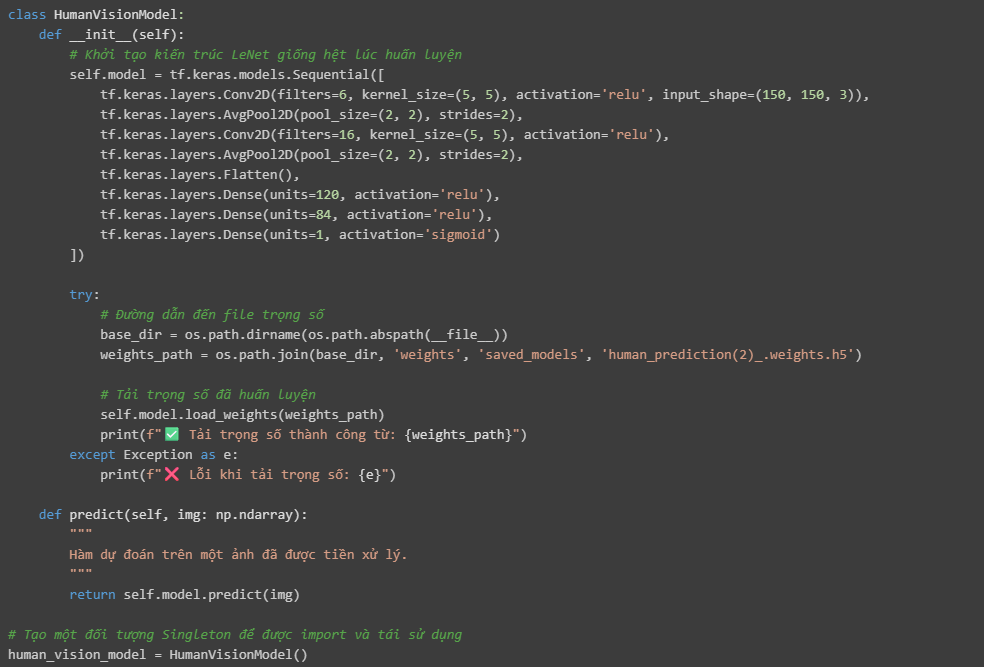 class HumanVisionModel:
    def __init__(self):
        # Khởi tạo kiến trúc LeNet giống hệt lúc huấn luyện
        self.model = tf.keras.models.Sequential([
            tf.keras.layers.Conv2D(filters=6, kernel_size=(5, 5), activation='relu', input_shape=(150, 150, 3)),
            tf.keras.layers.AvgPool2D(pool_size=(2, 2), strides=2),
            tf.keras.layers.Conv2D(filters=16, kernel_size=(5, 5), activation='relu'),
            tf.keras.layers.AvgPool2D(pool_size=(2, 2), strides=2),
            tf.keras.layers.Flatten(),
            tf.keras.layers.Dense(units=120, activation='relu'),
            tf.keras.layers.Dense(units=84, activation='relu'),
            tf.keras.layers.Dense(units=1, activation='sigmoid')
        ])

        try:
            # Đường dẫn đến file trọng số
            base_dir = os.path.dirname(os.path.abspath(__file__))
            weights_path = os.path.join(base_dir, 'weights', 'saved_models', 'human_prediction(2)_.weights.h5')

            # Tải trọng số đã huấn luyện
            self.model.load_weights(weights_path)
            print(f"✅ Tải trọng số thành công từ: {weights_path}")
        except Exception as e:
            print(f"❌ Lỗi khi tải trọng số: {e}")

    def predict(self, img: np.ndarray):
        """
        Hàm dự đoán trên một ảnh đã được tiền xử lý.
        """
        return self.model.predict(img)

# Tạo một đối tượng Singleton để được import và tái sử dụng
human_vision_model = HumanVisionModel()